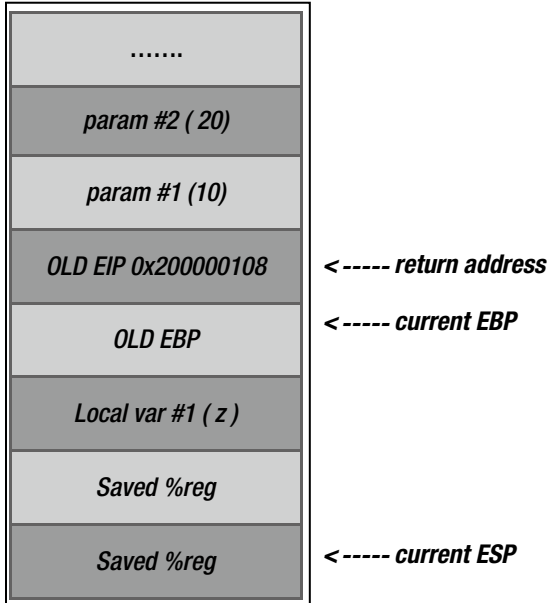 .......
param #2 ( 20)
param #1 (10)
OLD EIP 0x200000108 <----- return address
OLD EBP <----- current EBP
Local var #1 ( z )
Saved %reg
Saved %reg <----- current ESP